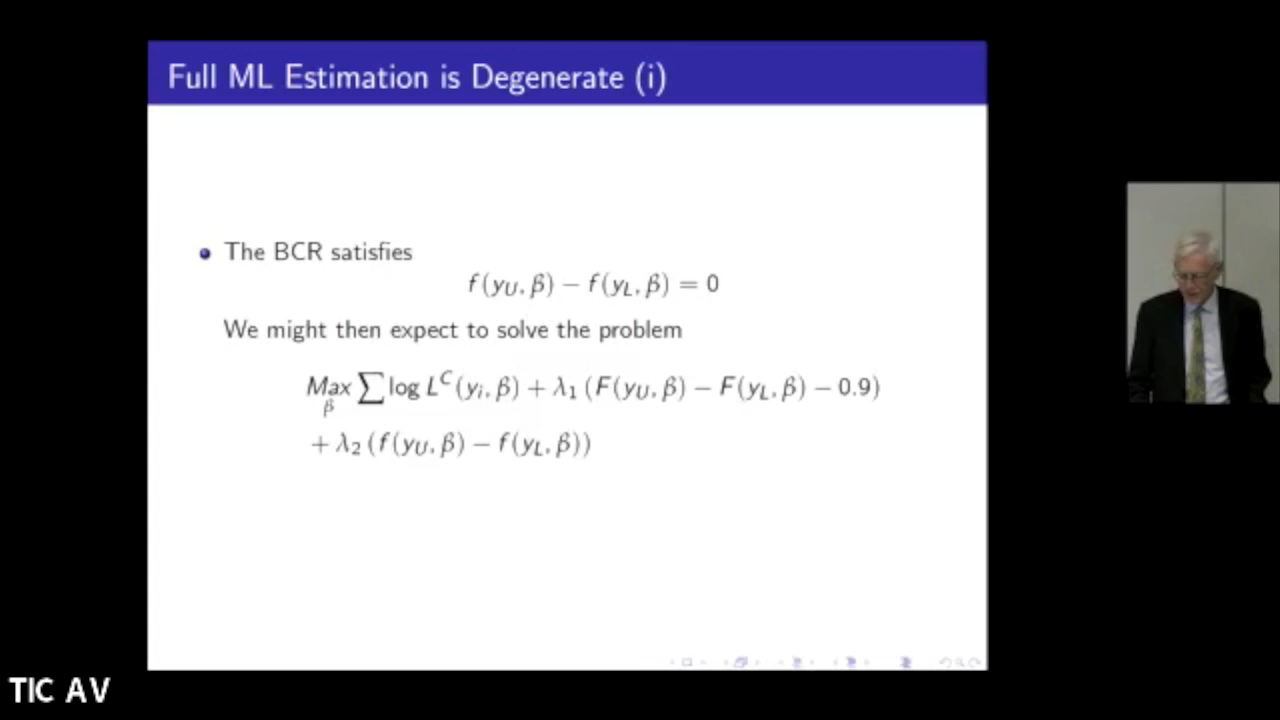 Full ML Estimation is Degenerate (i)
The BCR satisfies
f(y_U, β) − f(y_L, β) = 0
We might then expect to solve the problem
Max_β ∑ log L^C(y_i, β) + λ_1 (F(y_U, β) − F(y_L, β) − 0.9)
+ λ_2 (f(y_U, β) − f(y_L, β))
TIC AV